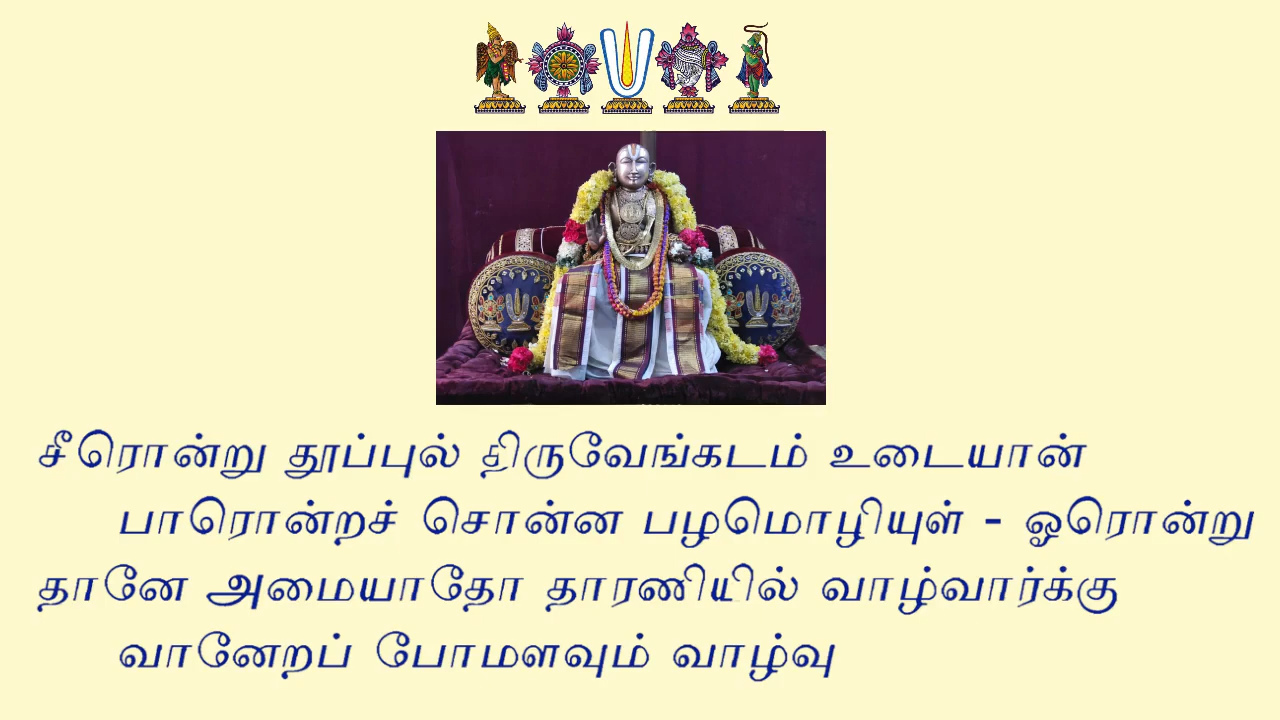 சீரொன்று தூப்புல் திருவேங்கடம் உடையான்
பாரொன்றச் சொன்ன பழமொழியுள் - ஓரொன்று
தானே அமையாதோ தாரணியில் வாழ்வார்க்கு
வானேறப் போமளவும் வாழ்வு